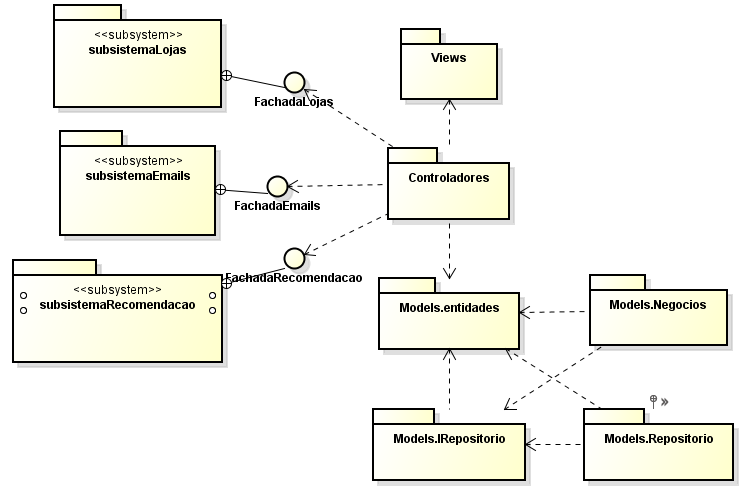 <<subsystem>>
subsistemaLojas
Views
FachadaLojas
<<subsystem>>
subsistemaEmails
Controladores
FachadaEmails
FachadaRecomendacao
<<subsystem>>
subsistemaRecomendacao
Models.entidades
Models.Negocios
Models.IRepositorio
Models.Repositorio